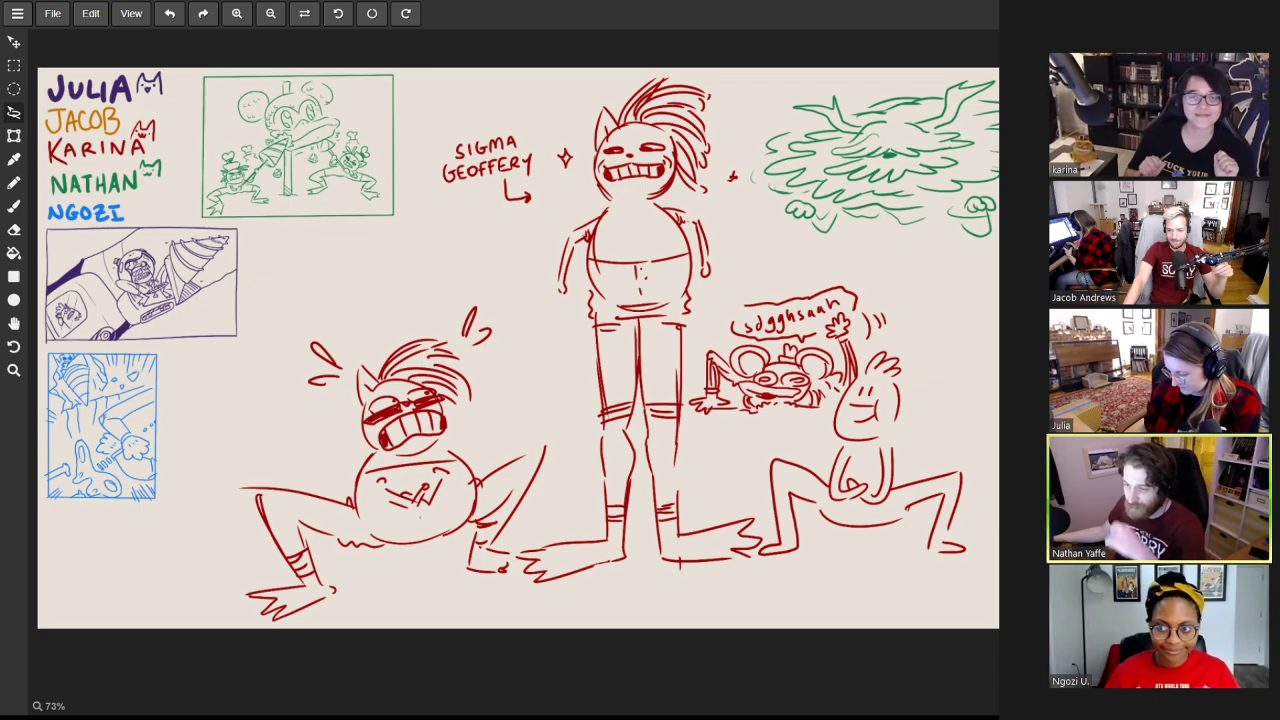 File Edit View
JULIA
JACOB
KARINA
NATHAN
NGOZI
SIGMA
GEOFFERY
sdgghsaah
73%
karina
Jacob Andrews
Julia
Nathan Yaffe
Ngozi U.